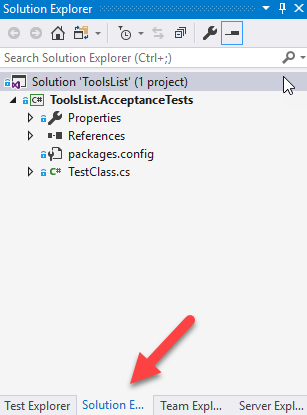 Solution Explorer
Search Solution Explorer (Ctrl+;)
Solution 'ToolsList' (1 project)
C# ToolsList.AcceptanceTests
Properties
References
packages.config
C# TestClass.cs
Test Explorer Solution E... Team Expl... Server Expl...